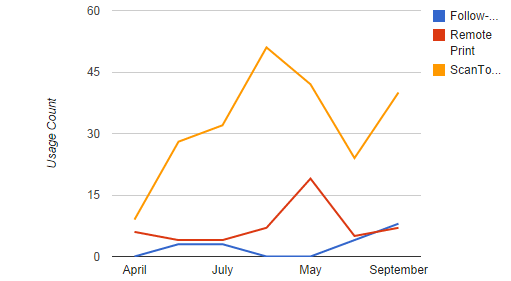 60
45
30
15
0
Usage Count
April
July
May
September
Follow-...
Remote
Print
ScanTo...